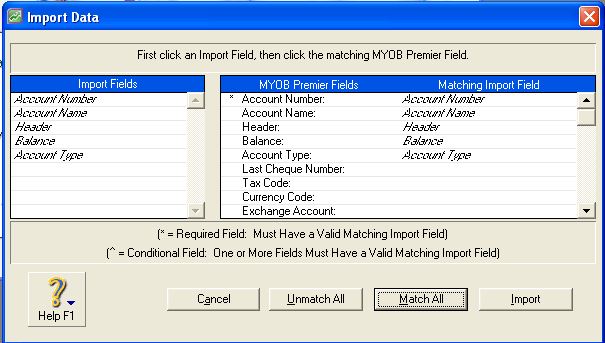 Import Data
First click an Import Field, then click the matching MYOB Premier Field.
Import Fields
Account Number
Account Name
Header
Balance
Account Type
MYOB Premier Fields Matching Import Field
* Account Number: Account Number
Account Name: Account Name
Header: Header
Balance: Balance
Account Type: Account Type
Last Cheque Number:
Tax Code:
Currency Code:
Exchange Account:
(* = Required Field: Must Have a Valid Matching Import Field)
(^ = Conditional Field: One or More Fields Must Have a Valid Matching Import Field)
Help F1
Cancel
Unmatch All
Match All
Import